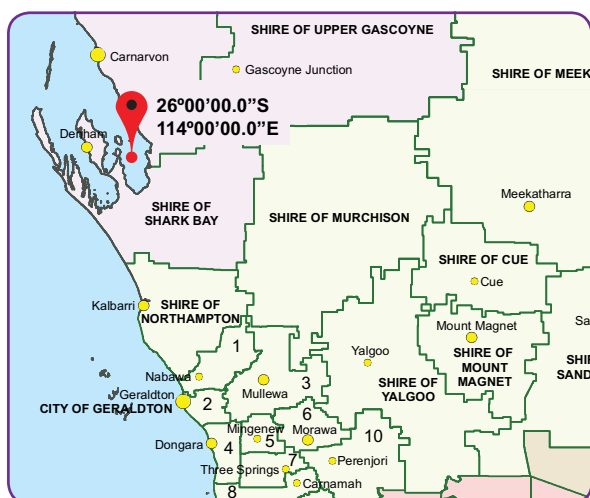 SHIRE OF UPPER GASCOYNE
Carnarvon
Gascoyne Junction
SHIRE OF MEEK
26º00’00.0”S
114º00’00.0”E
Denham
Meekatharra
SHIRE OF
SHARK BAY
SHIRE OF MURCHISON
SHIRE OF CUE
Cue
Kalbarri
SHIRE OF
NORTHAMPTON
Mount Magnet
Sa
1
Yalgoo
SHIRE OF
MOUNT
MAGNET
SHIR
SAND
Nabawa
3
SHIRE OF
YALGOO
Geraldton
Mullewa
CITY OF GERALDTON
2
6
Mingenew
Morawa
10
Dongara
4
5
7
Three Springs
Perenjori
Carnamah
8